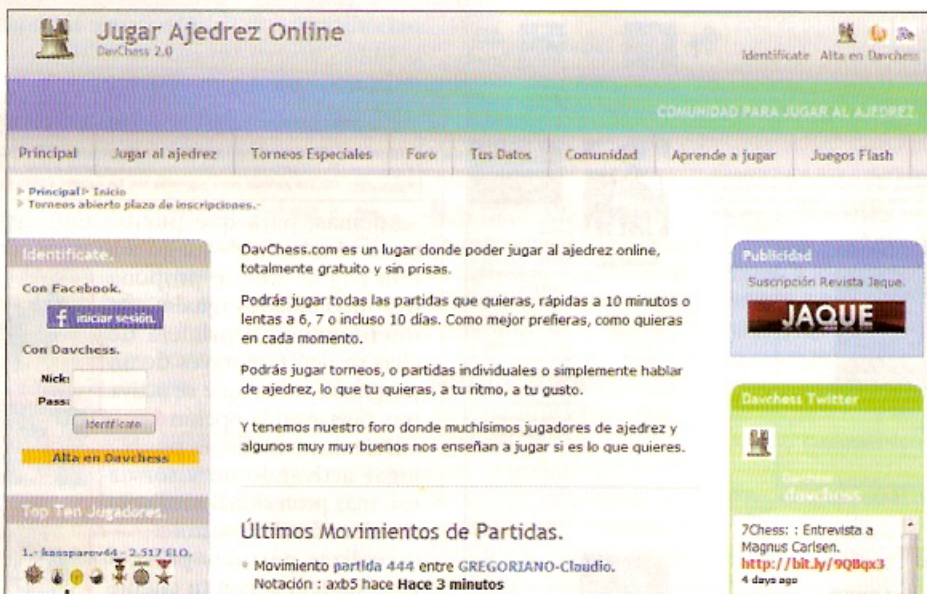 Jugar Ajedrez Online
DavChess 2.0
Identifícate Alta en Davchess
COMUNIDAD PARA JUGAR AL AJEDREZ
Principal Jugar al ajedrez Torneos Especiales Foro Tus Datos Comunidad Aprende a jugar Juegos Flash
Principal Inicio
Torneos abierto plazo de inscripciones.-
Identifícate.
Con Facebook.
f iniciar sesión.
Con Davchess.
Nick:
Pass:
Identifícate
Alta en Davchess
Top Ten Jugadores.
1.- kassparov44 - 2.517 ELO.
DavChess.com es un lugar donde poder jugar al ajedrez online,
totalmente gratuito y sin prisas.
Podrás jugar todas las partidas que quieras, rápidas a 10 minutos o
lentas a 6, 7 o incluso 10 días. Como mejor prefieras, como quieras
en cada momento.
Podrás jugar torneos, o partidas individuales o simplemente hablar
de ajedrez, lo que tu quieras, a tu ritmo, a tu gusto.
Y tenemos nuestro foro donde muchísimos jugadores de ajedrez y
algunos muy muy buenos nos enseñan a jugar si es lo que quieres.
Últimos Movimientos de Partidas.
Movimiento partida 444 entre GREGORIANO-Claudio.
Notación : axb5 hace Hace 3 minutos
Publicidad
Suscripción Revista Jaque.
JAQUE
Davchess Twitter
Davchess
davchess
7Chess: : Entrevista a
Magnus Carlsen.
http://bit.ly/9QBqx3
4 days ago